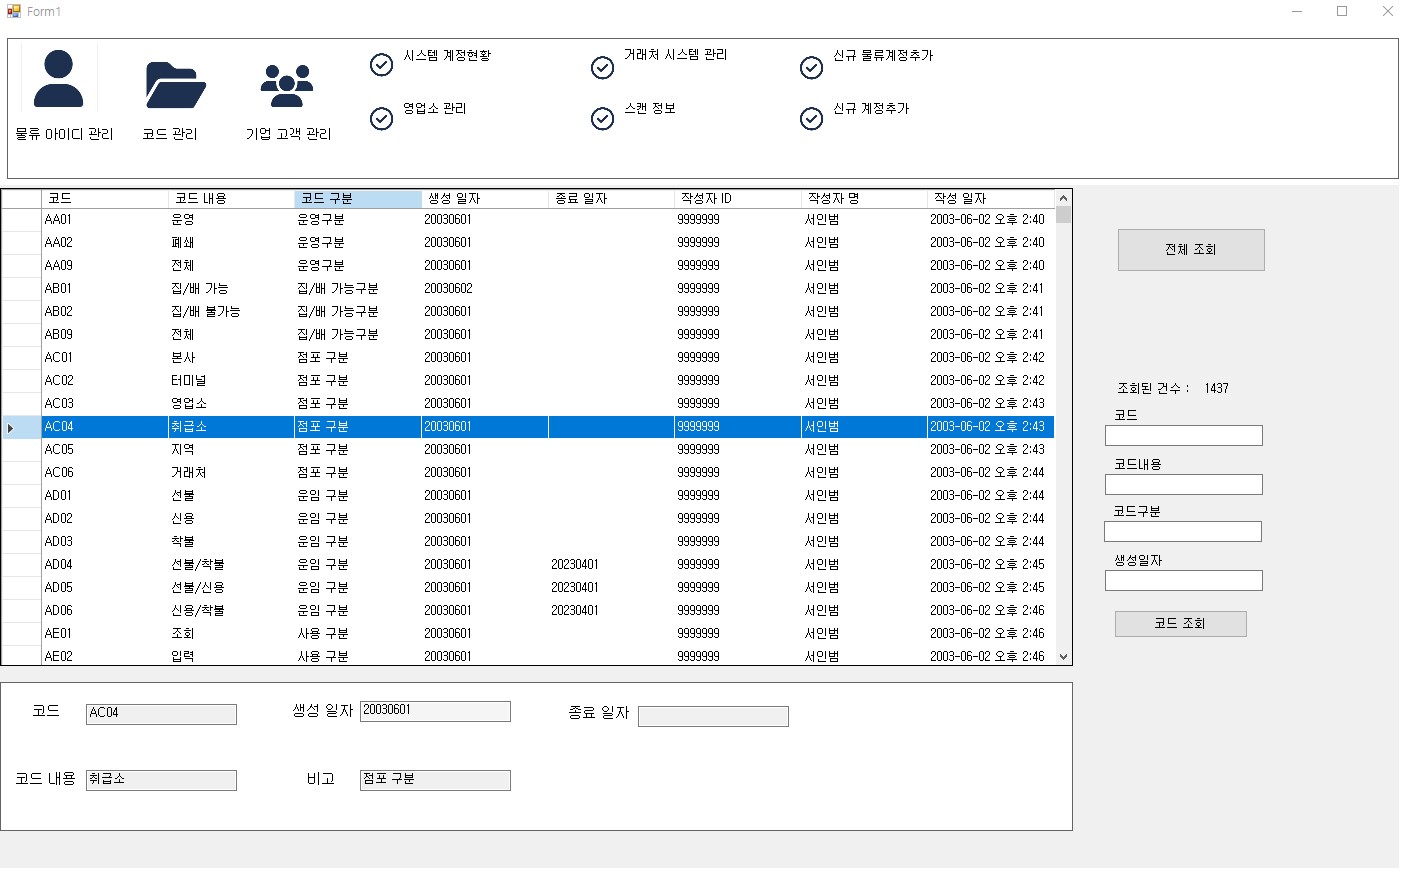 Form1
시스템 계정현황 거래처 시스템 관리 신규 물류계정추가
영업소 관리 스캔 정보 신규 계정추가
물류 아이디 관리 코드 관리 기업 고객 관리
코드 코드 내용 코드 구분 생성 일자 종료 일자 작성자 ID 작성자 명 작성 일자
AA01 운영 운영구분 20030601 9999999 서인범 2003-06-02 오후 2:40
AA02 폐쇄 운영구분 20030601 9999999 서인범 2003-06-02 오후 2:40
AA09 전체 운영구분 20030601 9999999 서인범 2003-06-02 오후 2:40
AB01 집/배 가능 집/배 가능구분 20030602 9999999 서인범 2003-06-02 오후 2:41
AB02 집/배 불가능 집/배 가능구분 20030601 9999999 서인범 2003-06-02 오후 2:41
AB09 전체 집/배 가능구분 20030601 9999999 서인범 2003-06-02 오후 2:41
AC01 본사 점포 구분 20030601 9999999 서인범 2003-06-02 오후 2:42
AC02 터미널 점포 구분 20030601 9999999 서인범 2003-06-02 오후 2:42
AC03 영업소 점포 구분 20030601 9999999 서인범 2003-06-02 오후 2:43
AC04 취급소 점포 구분 20030601 9999999 서인범 2003-06-02 오후 2:43
AC05 지역 점포 구분 20030601 9999999 서인범 2003-06-02 오후 2:43
AC06 거래처 점포 구분 20030601 9999999 서인범 2003-06-02 오후 2:44
AD01 선불 운임 구분 20030601 9999999 서인범 2003-06-02 오후 2:44
AD02 신용 운임 구분 20030601 9999999 서인범 2003-06-02 오후 2:44
AD03 착불 운임 구분 20030601 9999999 서인범 2003-06-02 오후 2:44
AD04 선불/착불 운임 구분 20030601 20230401 9999999 서인범 2003-06-02 오후 2:45
AD05 선불/신용 운임 구분 20030601 20230401 9999999 서인범 2003-06-02 오후 2:45
AD06 신용/착불 운임 구분 20030601 20230401 9999999 서인범 2003-06-02 오후 2:46
AE01 조회 사용 구분 20030601 9999999 서인범 2003-06-02 오후 2:46
AE02 입력 사용 구분 20030601 9999999 서인범 2003-06-02 오후 2:46
전체 조회
조회된 건수 : 1437
코드
코드내용
코드구분
생성일자
코드 조회
코드 AC04 생성 일자 20030601 종료 일자
코드 내용 취급소 비고 점포 구분